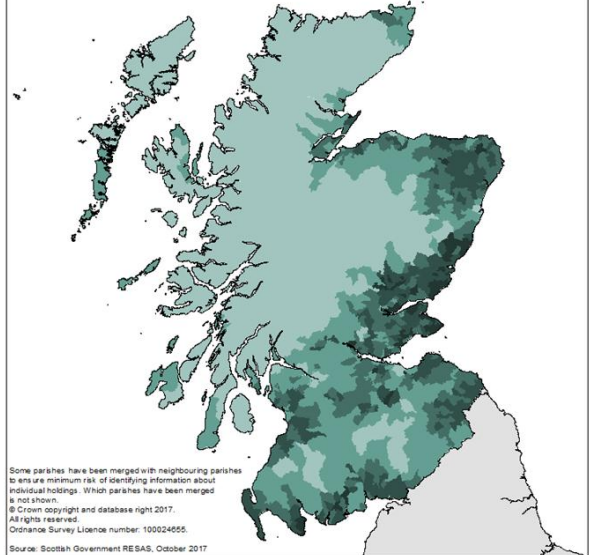 Some parishes have been merged with neighbouring parishes
to ensure minimum risk of identifying information about
individual holdings. Which parishes have been merged
is not shown.
© Crown copyright and database right 2017.
All rights reserved.
Ordnance Survey Licence number: 100024655.
Source: Scottish Government RESAS, October 2017